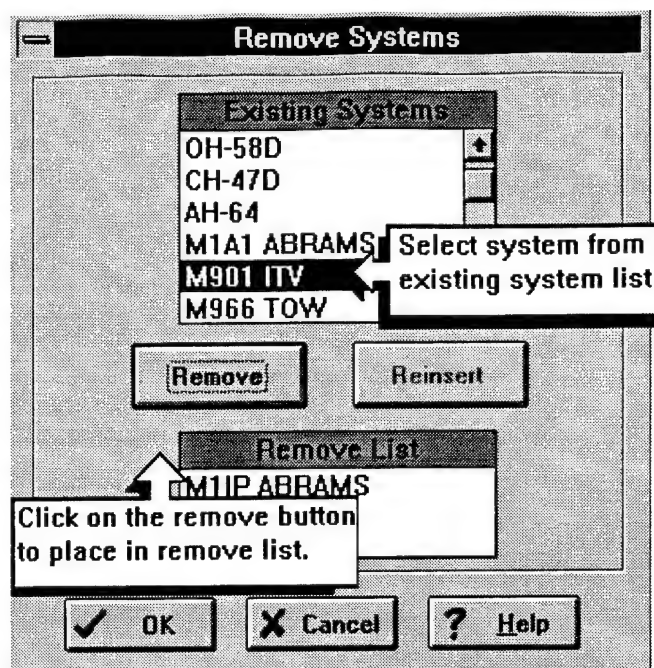 Remove Systems
Existing Systems
OH-58D
CH-47D
AH-64
M1A1 ABRAMS
M901 ITV
M966 TOW
Select system from
existing system list
Remove
Reinsert
Remove List
M1IP ABRAMS
Click on the remove button
to place in remove list.
OK
Cancel
? Help